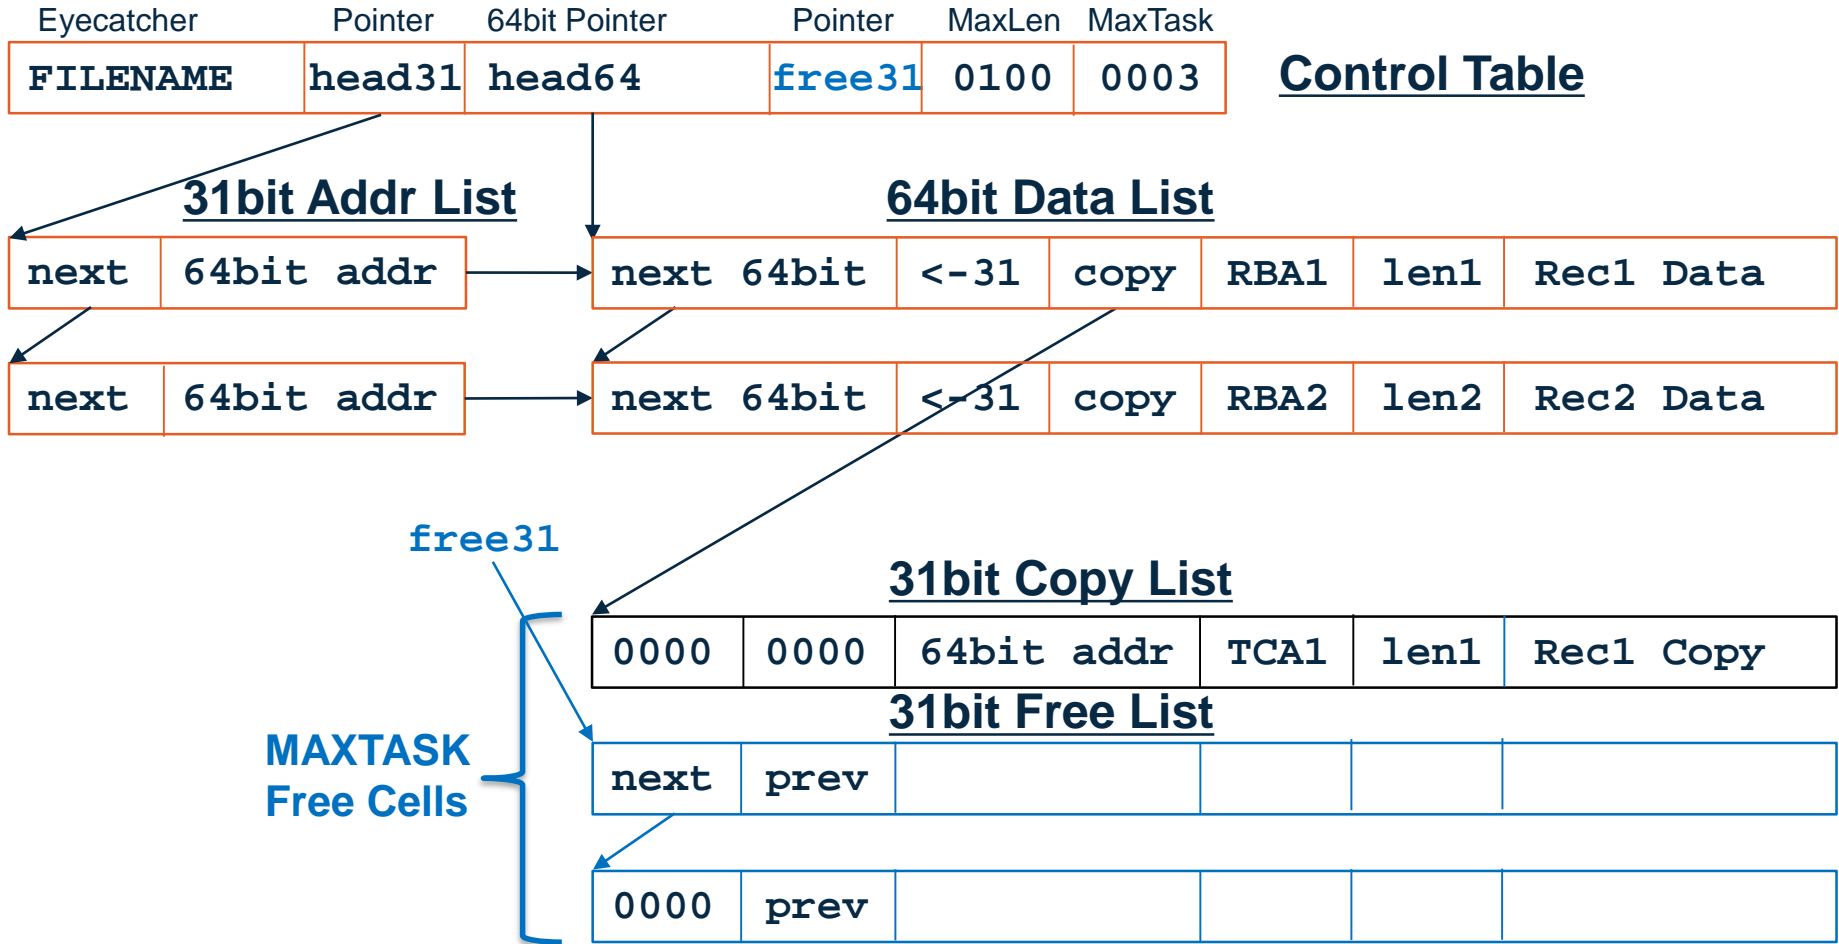 Eyecatcher Pointer 64bit Pointer Pointer MaxLen MaxTask
FILENAME head31 head64 free31 0100 0003
Control Table
31bit Addr List 64bit Data List
next 64bit addr next 64bit <-31 copy RBA1 len1 Rec1 Data
next 64bit addr next 64bit <-31 copy RBA2 len2 Rec2 Data
free31
31bit Copy List
0000 0000 64bit addr TCA1 len1 Rec1 Copy
31bit Free List
MAXTASK
Free Cells
next prev
0000 prev